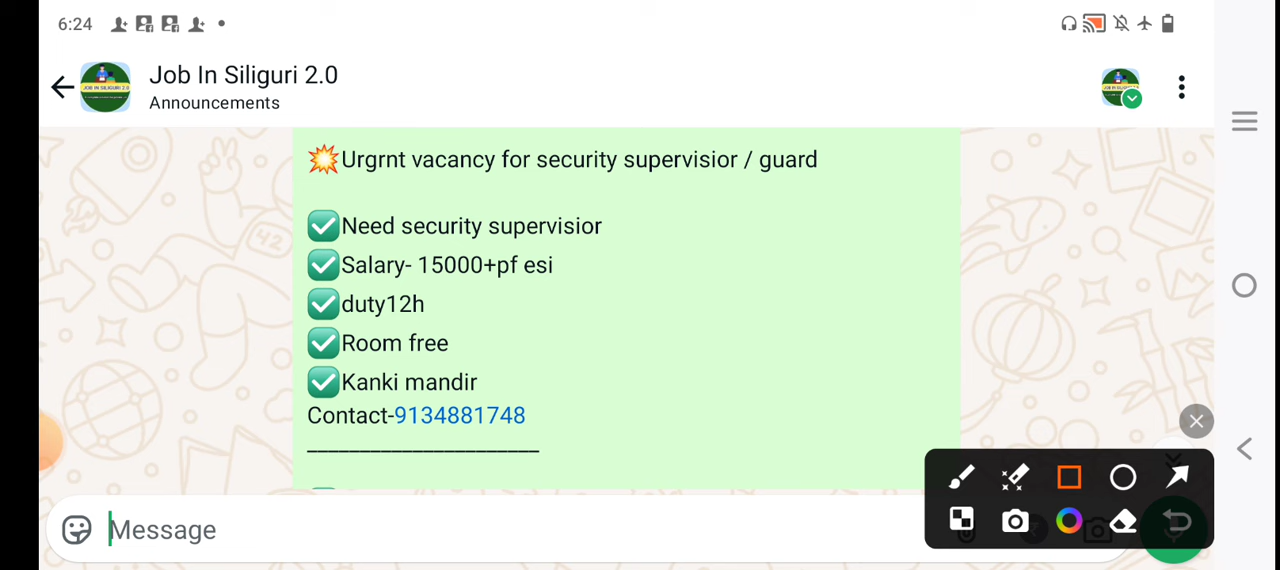 6:24
Job In Siliguri 2.0
Announcements
💥Urgrnt vacancy for security supervisior / guard
✅Need security supervisior
✅Salary- 15000+pf esi
✅duty12h
✅Room free
✅Kanki mandir
Contact-9134881748
______________________
Message